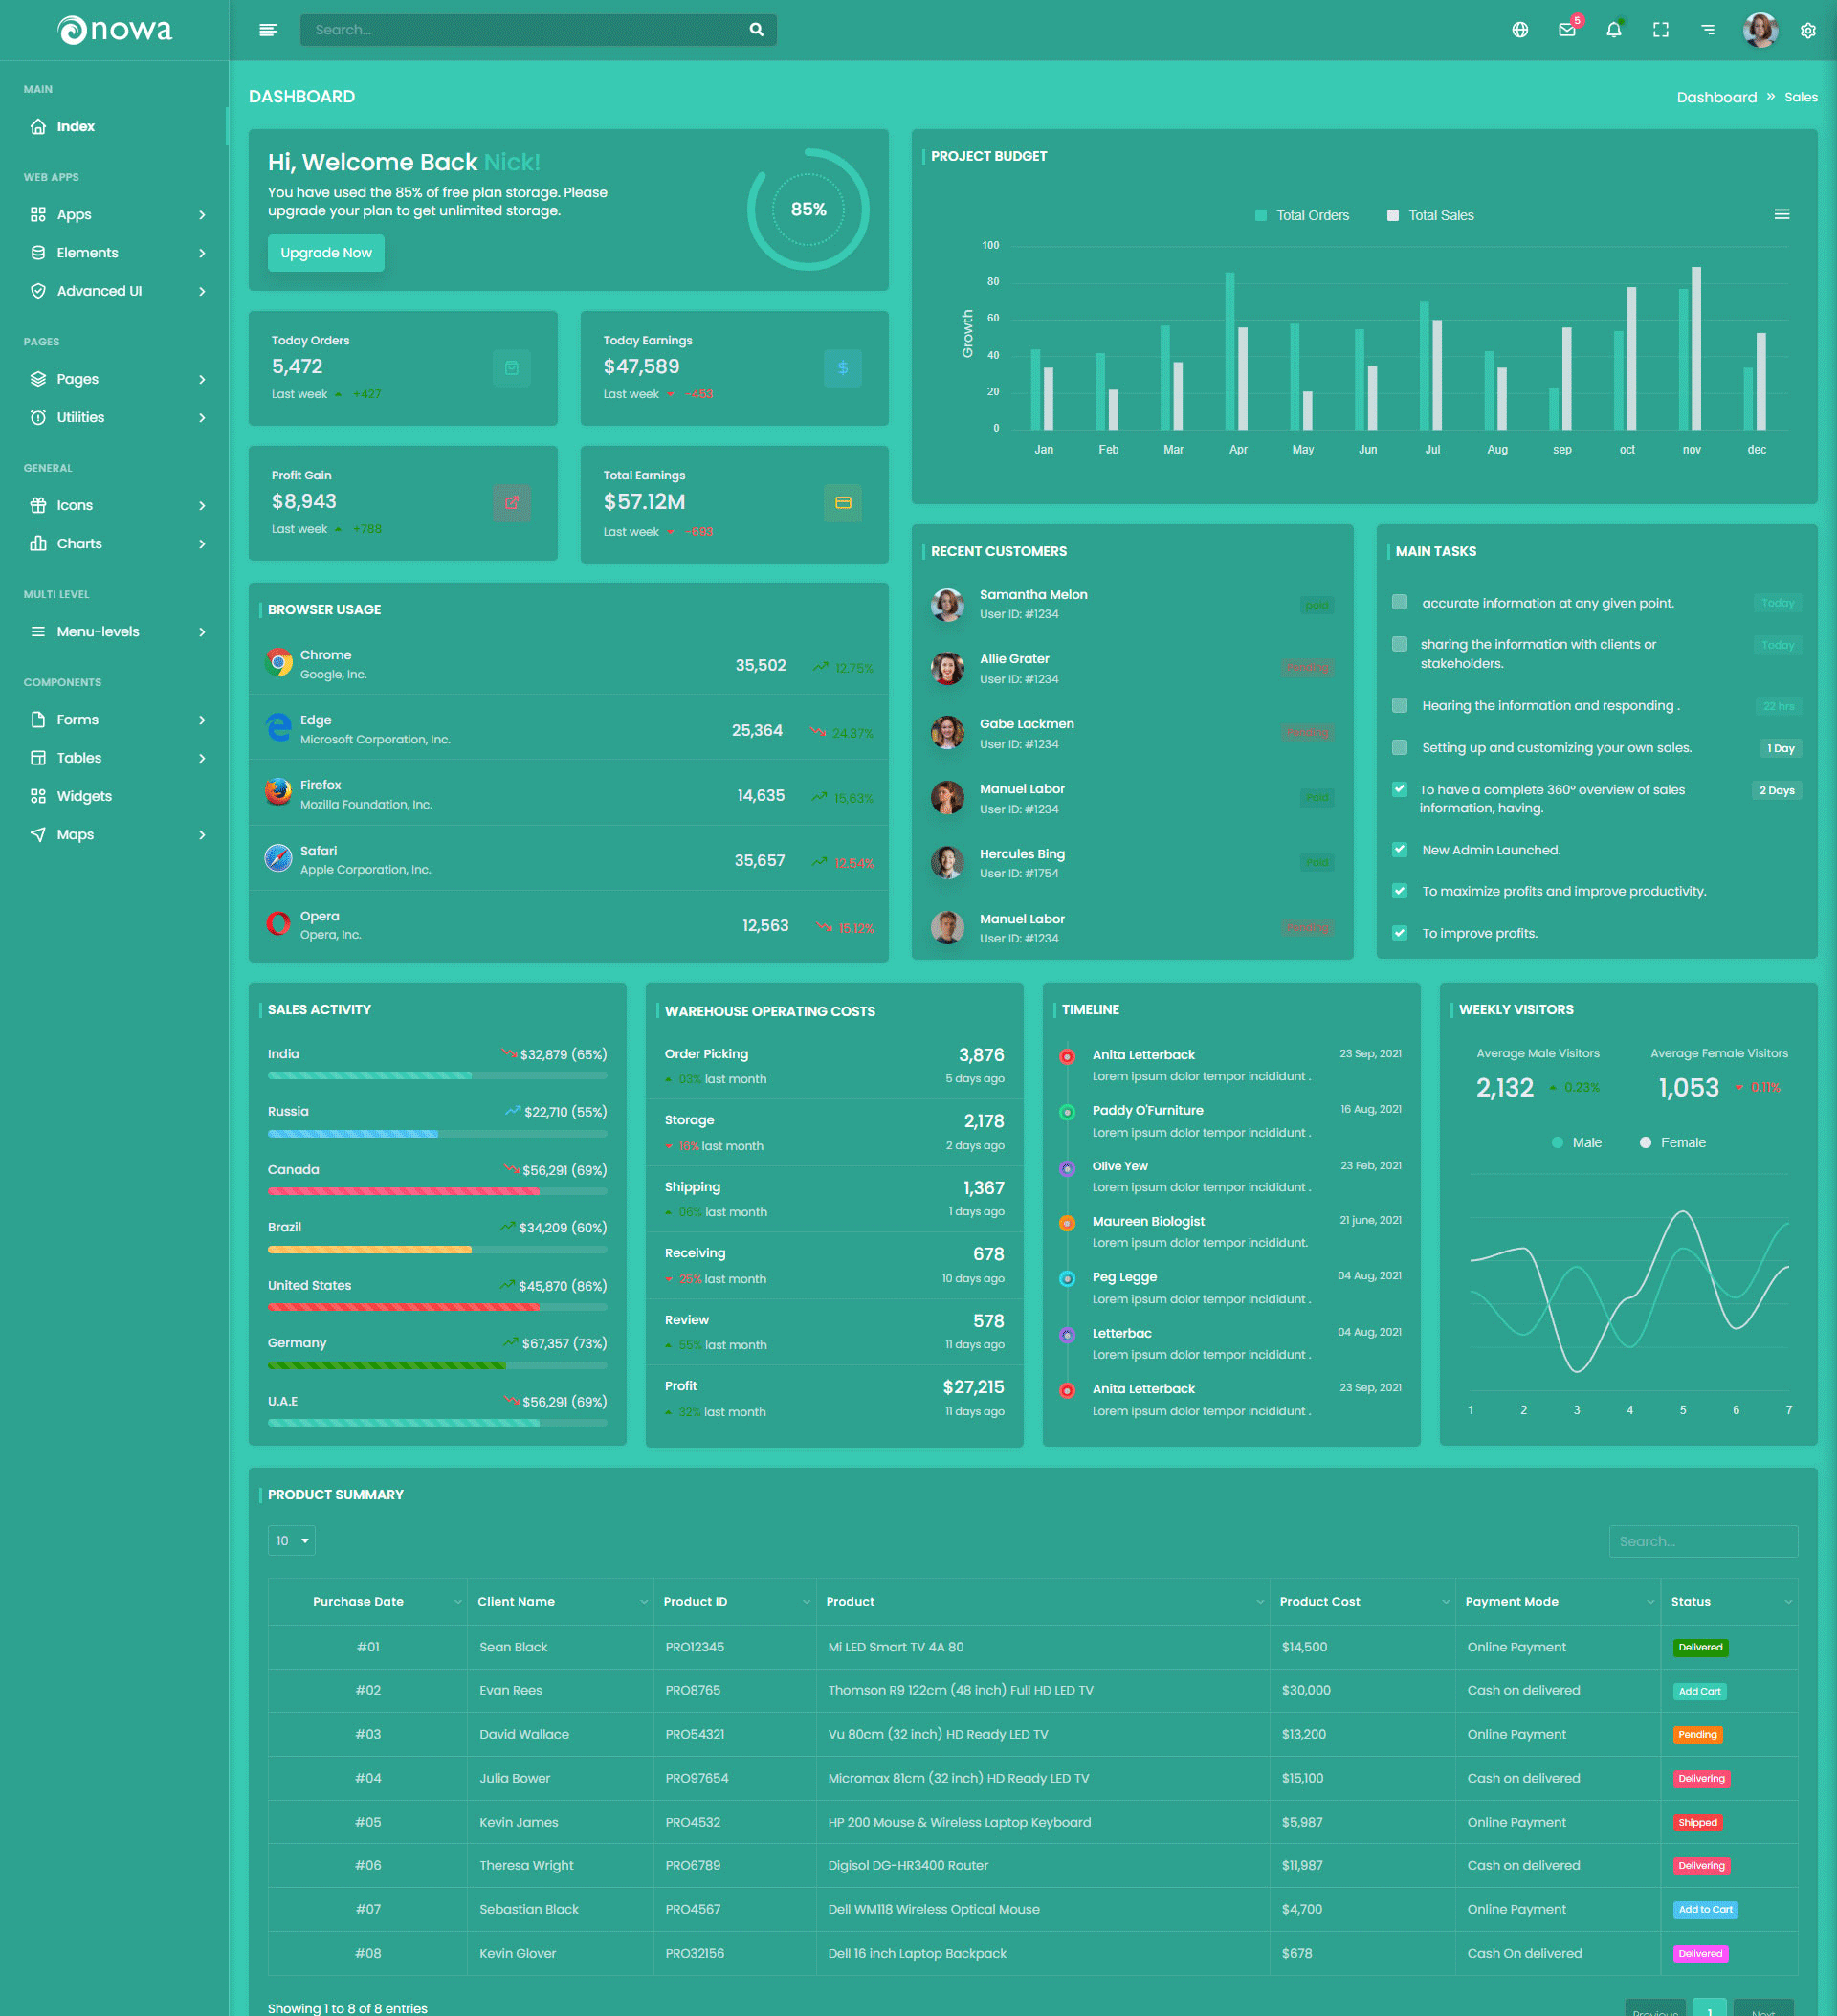 nowa
Search...
5
MAIN
Index
WEB APPS
Apps
Elements
Advanced UI
PAGES
Pages
Utilities
GENERAL
Icons
Charts
MULTI LEVEL
Menu-levels
COMPONENTS
Forms
Tables
Widgets
Maps
DASHBOARD
Dashboard » Sales
Hi, Welcome Back Nick!
You have used the 85% of free plan storage. Please
upgrade your plan to get unlimited storage.
Upgrade Now
85%
Today Orders
5,472
Last week +427
Today Earnings
$47,589
Last week -453
Profit Gain
$8,943
Last week +788
Total Earnings
$57.12M
Last week -693
BROWSER USAGE
Chrome
Google, Inc.
35,502 12.75%
Edge
Microsoft Corporation, Inc.
25,364 24.37%
Firefox
Mozilla Foundation, Inc.
14,635 15.63%
Safari
Apple Corporation, Inc.
35,657 12.54%
Opera
Opera, Inc.
12,563 15.12%
PROJECT BUDGET
Total Orders Total Sales
Growth
100
80
60
40
20
0
Jan Feb Mar Apr May Jun Jul Aug sep oct nov dec
RECENT CUSTOMERS
Samantha Melon
User ID: #1234
paid
Allie Grater
User ID: #1234
Pending
Gabe Lackmen
User ID: #1234
Pending
Manuel Labor
User ID: #1234
Paid
Hercules Bing
User ID: #1754
Paid
Manuel Labor
User ID: #1234
Pending
MAIN TASKS
accurate information at any given point. Today
sharing the information with clients or Today
stakeholders.
Hearing the information and responding . 22 hrs
Setting up and customizing your own sales. 1 Day
To have a complete 360° overview of sales 2 Days
information, having.
New Admin Launched.
To maximize profits and improve productivity.
To improve profits.
SALES ACTIVITY
India $32,879 (65%)
Russia $22,710 (55%)
Canada $56,291 (69%)
Brazil $34,209 (60%)
United States $45,870 (86%)
Germany $67,357 (73%)
U.A.E $56,291 (69%)
WAREHOUSE OPERATING COSTS
Order Picking 3,876
03% last month 5 days ago
Storage 2,178
16% last month 2 days ago
Shipping 1,367
06% last month 1 days ago
Receiving 678
25% last month 10 days ago
Review 578
55% last month 11 days ago
Profit $27,215
32% last month 11 days ago
TIMELINE
Anita Letterback 23 Sep, 2021
Lorem ipsum dolor tempor incididunt .
Paddy O'Furniture 16 Aug, 2021
Lorem ipsum dolor tempor incididunt .
Olive Yew 23 Feb, 2021
Lorem ipsum dolor tempor incididunt .
Maureen Biologist 21 june, 2021
Lorem ipsum dolor tempor incididunt.
Peg Legge 04 Aug, 2021
Lorem ipsum dolor tempor incididunt .
Letterbac 04 Aug, 2021
Lorem ipsum dolor tempor incididunt .
Anita Letterback 23 Sep, 2021
Lorem ipsum dolor tempor incididunt .
WEEKLY VISITORS
Average Male Visitors
2,132 0.23%
Average Female Visitors
1,053 0.11%
Male Female
1 2 3 4 5 6 7
PRODUCT SUMMARY
10
Search...
Purchase Date Client Name Product ID Product Product Cost Payment Mode Status
#01 Sean Black PRO12345 Mi LED Smart TV 4A 80 $14,500 Online Payment Delivered
#02 Evan Rees PRO8765 Thomson R9 122cm (48 inch) Full HD LED TV $30,000 Cash on delivered Add Cart
#03 David Wallace PRO54321 Vu 80cm (32 inch) HD Ready LED TV $13,200 Online Payment Pending
#04 Julia Bower PRO97654 Micromax 81cm (32 inch) HD Ready LED TV $15,100 Cash on delivered Delivering
#05 Kevin James PRO4532 HP 200 Mouse & Wireless Laptop Keyboard $5,987 Online Payment Shipped
#06 Theresa Wright PRO6789 Digisol DG-HR3400 Router $11,987 Cash on delivered Delivering
#07 Sebastian Black PRO4567 Dell WM118 Wireless Optical Mouse $4,700 Online Payment Add to Cart
#08 Kevin Glover PRO32156 Dell 16 inch Laptop Backpack $678 Cash On delivered Delivered
Showing 1 to 8 of 8 entries
Previous 1 Next